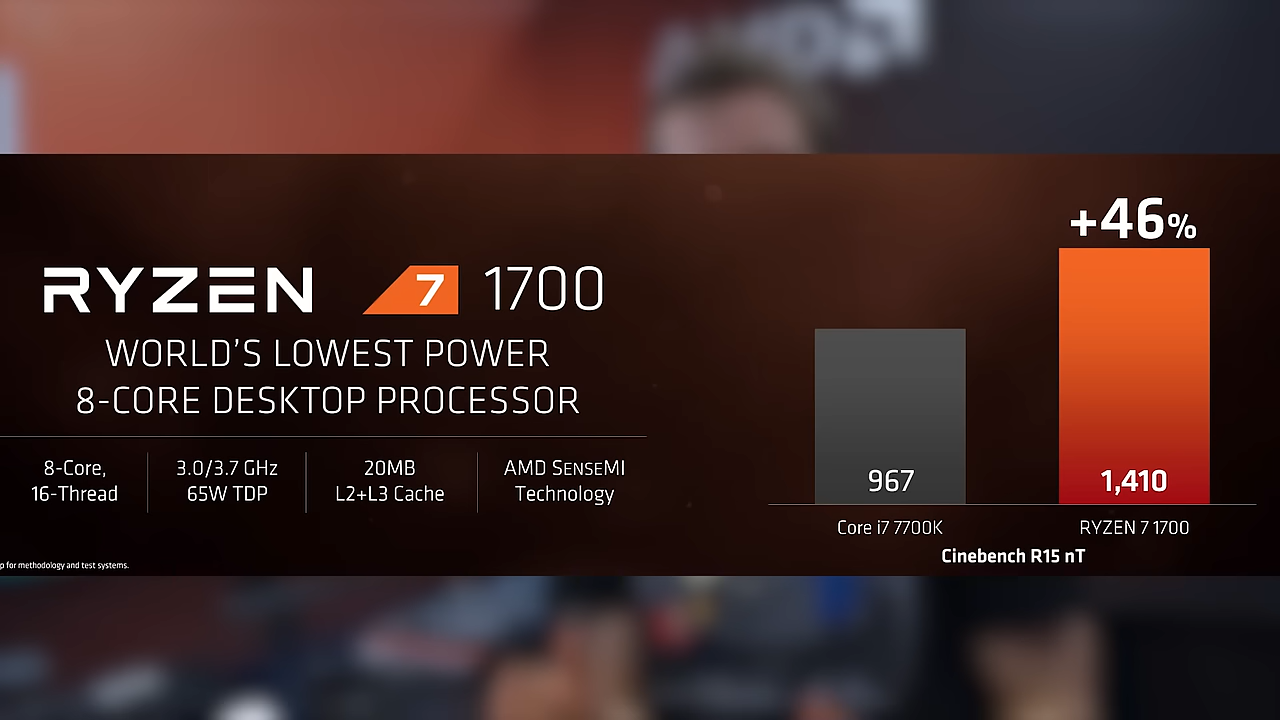 AMD
RYZEN 7 1700
WORLD'S LOWEST POWER
8-CORE DESKTOP PROCESSOR
8-Core,
16-Thread
3.0/3.7 GHz
65W TDP
20MB
L2+L3 Cache
AMD SENSEMI
Technology
p for methodology and test systems.
+46%
967
1,410
Core i7 7700K
RYZEN 7 1700
Cinebench R15 nT